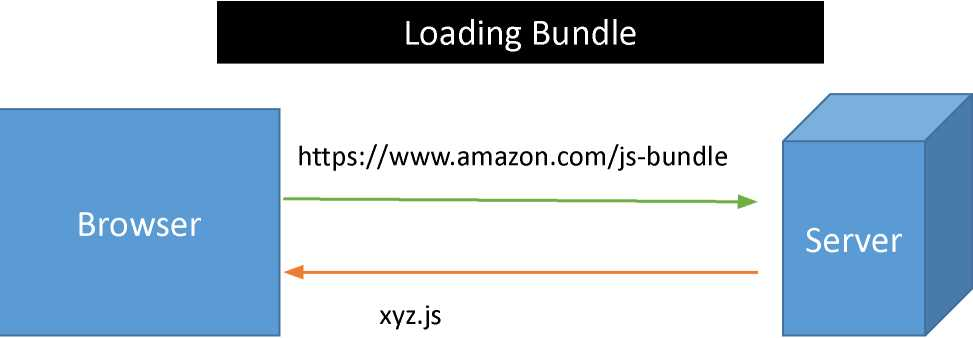 Loading Bundle
https://www.amazon.com/js-bundle
Browser
Server
xyz.js